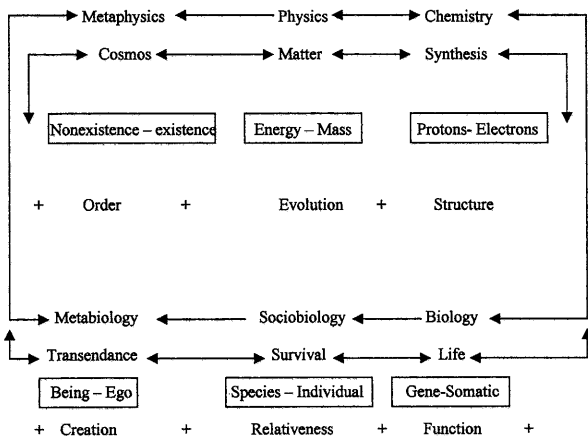 Metaphysics Physics Chemistry
Cosmos Matter Synthesis
Nonexistence – existence Energy – Mass Protons- Electrons
+ Order + Evolution + Structure
Metabiology Sociobiology Biology
Transendance Survival Life
Being – Ego Species – Individual Gene-Somatic
+ Creation + Relativeness + Function +